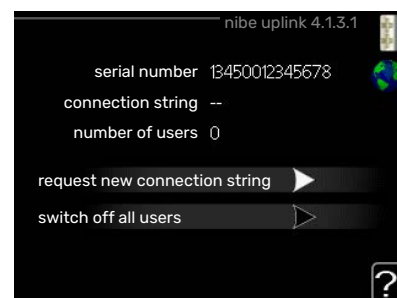 nibe uplink 4.1.3.1
serial number 13450012345678
connection string --
number of users 0
request new connection string
switch off all users
?